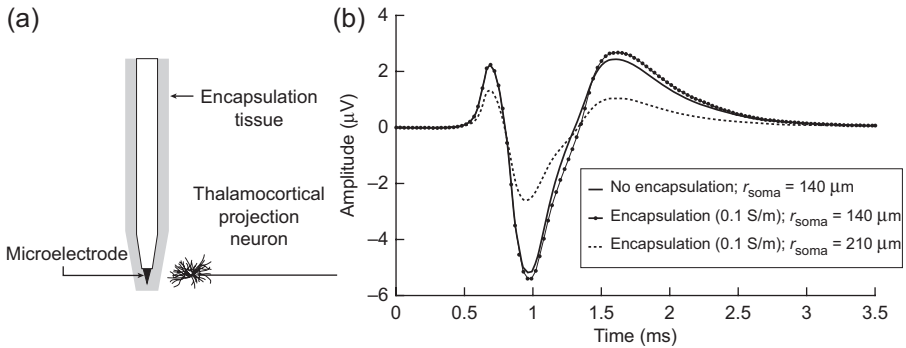 (a)
Encapsulation
tissue
Thalamocortical
projection
neuron
Microelectrode
(b)
Amplitude (μV)
4
2
0
−2
−4
−6
No encapsulation; rsoma = 140 μm
Encapsulation (0.1 S/m); rsoma = 140 μm
Encapsulation (0.1 S/m); rsoma = 210 μm
0 0.5 1 1.5 2 2.5 3 3.5
Time (ms)